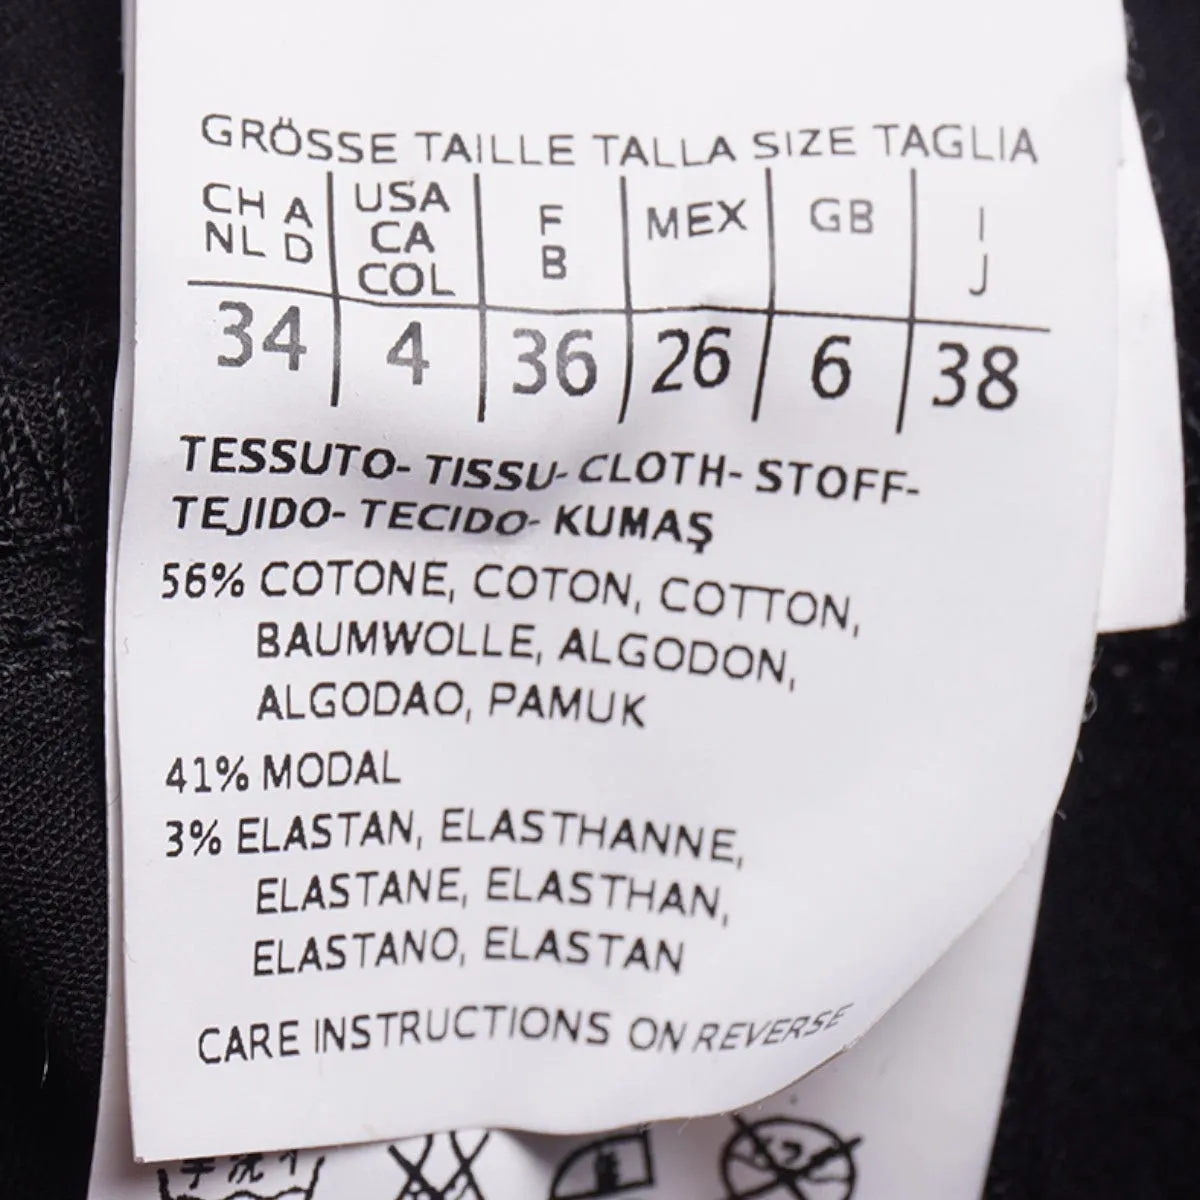 GRÖSSE TAILLE TALLA SIZE TAGLIA
CH A NL D
USA CA COL
F B
MEX
GB
I J
34 4 36 26 6 38
TESSUTO- TISSU- CLOTH- STOFF-
TEJIDO- TECIDO- KUMAŞ
56% COTONE, COTON, COTTON,
BAUMWOLLE, ALGODON,
ALGODAO, PAMUK
41% MODAL
3% ELASTAN, ELASTHANNE,
ELASTANE, ELASTHAN,
ELASTANO, ELASTAN
CARE INSTRUCTIONS ON REVERSE